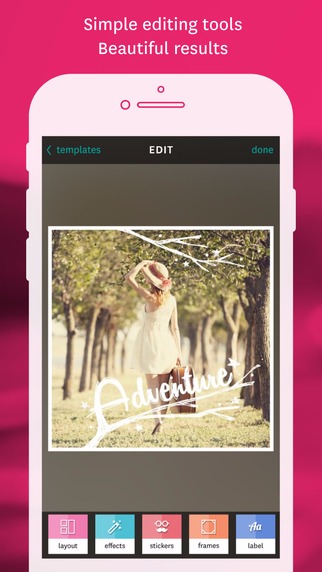 Simple editing tools
Beautiful results
templates EDIT done
Adventure
layout effects stickers frames Aa label